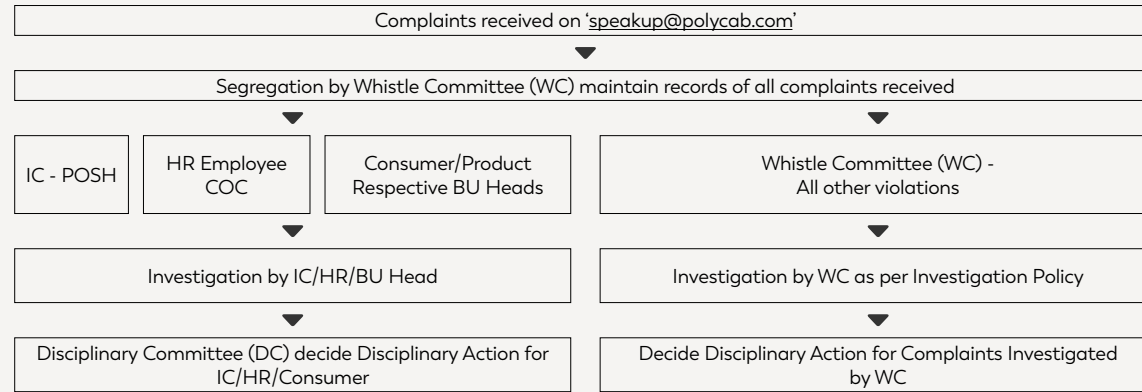 Complaints received on ‘speakup@polycab.com’
Segregation by Whistle Committee (WC) maintain records of all complaints received
IC - POSH
HR Employee
COC
Consumer/Product
Respective BU Heads
Whistle Committee (WC) -
All other violations
Investigation by IC/HR/BU Head
Investigation by WC as per Investigation Policy
Disciplinary Committee (DC) decide Disciplinary Action for
IC/HR/Consumer
Decide Disciplinary Action for Complaints Investigated
by WC